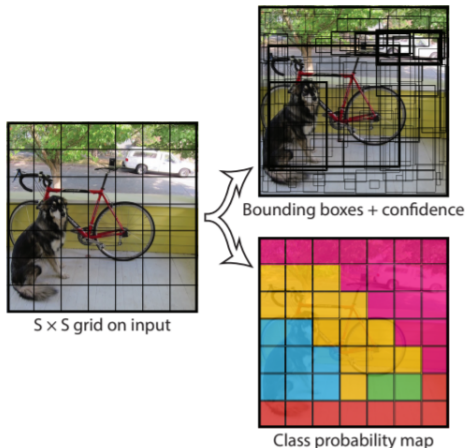 Bounding boxes + confidence
S × S grid on input
Class probability map